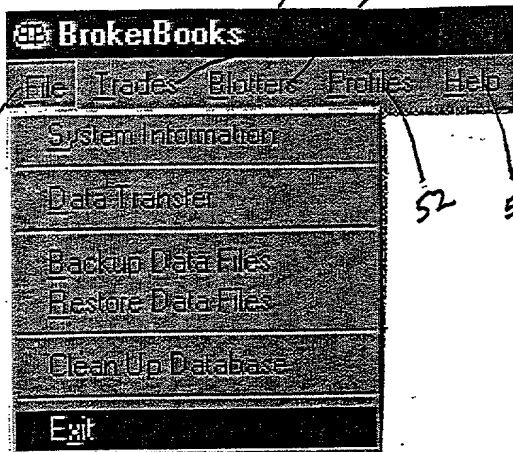 BrokerBooks
File Trades Blotters Profiles Help
System Information
Data Transfer
52
Backup Data Files
Restore Data Files
Clean Up Database
Exit